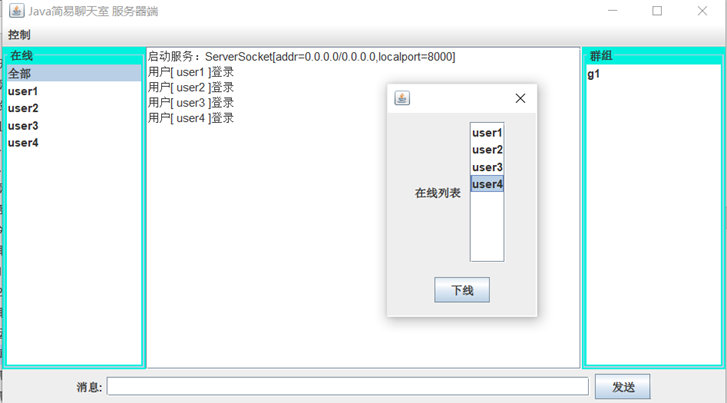 Java简易聊天室 服务器端
控制
在线
全部
user1
user2
user3
user4
启动服务：ServerSocket[addr=0.0.0.0/0.0.0.0,localport=8000]
用户[ user1 ]登录
用户[ user2 ]登录
用户[ user3 ]登录
用户[ user4 ]登录
在线列表
user1
user2
user3
user4
下线
群组
g1
消息:
发送